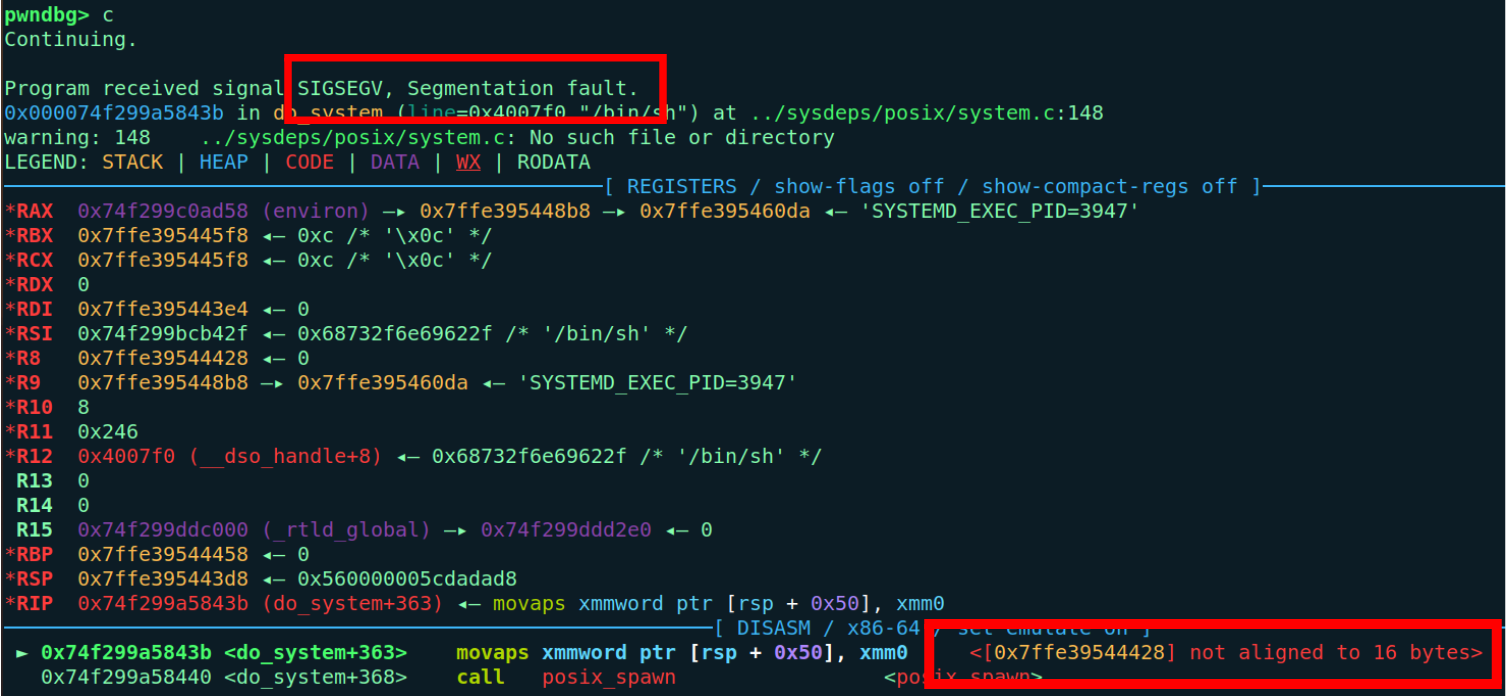 pwndbg> c
Continuing.
Program received signal SIGSEGV, Segmentation fault.
0x000074f299a5843b in do_system (line=0x4007f0 "/bin/sh") at ../sysdeps/posix/system.c:148
warning: 148    ../sysdeps/posix/system.c: No such file or directory
LEGEND: STACK | HEAP | CODE | DATA | WX | RODATA
[ REGISTERS / show-flags off / show-compact-regs off ]
*RAX  0x74f299c0ad58 (environ) —▸ 0x7ffe395448b8 —▸ 0x7ffe395460da ◂— 'SYSTEMD_EXEC_PID=3947'
*RBX  0x7ffe395445f8 ◂— 0xc /* '\x0c' */
*RCX  0x7ffe395445f8 ◂— 0xc /* '\x0c' */
*RDX  0
*RDI  0x7ffe395443e4 ◂— 0
*RSI  0x74f299bcb42f ◂— 0x68732f6e69622f /* '/bin/sh' */
*R8   0x7ffe39544428 ◂— 0
*R9   0x7ffe395448b8 —▸ 0x7ffe395460da ◂— 'SYSTEMD_EXEC_PID=3947'
*R10  8
*R11  0x246
*R12  0x4007f0 (__dso_handle+8) ◂— 0x68732f6e69622f /* '/bin/sh' */
R13  0
R14  0
R15  0x74f299ddc000 (_rtld_global) —▸ 0x74f299ddd2e0 ◂— 0
*RBP  0x7ffe39544458 ◂— 0
*RSP  0x7ffe395443d8 ◂— 0x560000005cdadad8
*RIP  0x74f299a5843b (do_system+363) ◂— movaps xmmword ptr [rsp + 0x50], xmm0
[ DISASM / x86-64 / set emulate on ]
► 0x74f299a5843b <do_system+363>    movaps xmmword ptr [rsp + 0x50], xmm0     <[0x7ffe39544428] not aligned to 16 bytes>
0x74f299a58440 <do_system+368>    call   posix_spawn                 <posix_spawn>